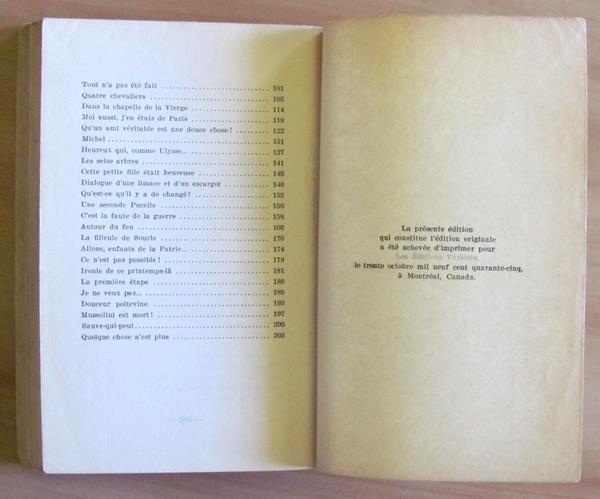 Tout n'a pas été fait ........ 101
Quatre chevaliers ........ 105
Dans la chapelle de la Vierge ........ 114
Moi aussi, j'en étais de Paris ........ 119
Qu'un ami véritable est une douce chose! ........ 122
Michel ........ 131
Heureux qui, comme Ulysse... ........ 137
Les seize arbres ........ 141
Cette petite fille était heureuse ........ 145
Dialogue d'une limace et d'un escargot ........ 148
Qu'est-ce qu'il y a de changé? ........ 152
Une seconde Pucelle ........ 156
C'est la faute de la guerre ........ 158
Autour du feu ........ 166
La filleule de Souris ........ 170
Allons, enfants de la Patrie... ........ 174
Ce n'est pas possible! ........ 178
Ironie de ce printemps-là ........ 181
La première étape ........ 186
Je ne veux pas... ........ 189
Douceur poitevine ........ 193
Mussolini est mort! ........ 197
Sauve-qui-peut ........ 200
Quelque chose n'est plus ........ 203
La présente édition
qui constitue l'édition originale
a été achevée d'imprimer pour
Les Editions Variétés,
le trente octobre mil neuf cent quarante-cinq,
à Montréal, Canada.